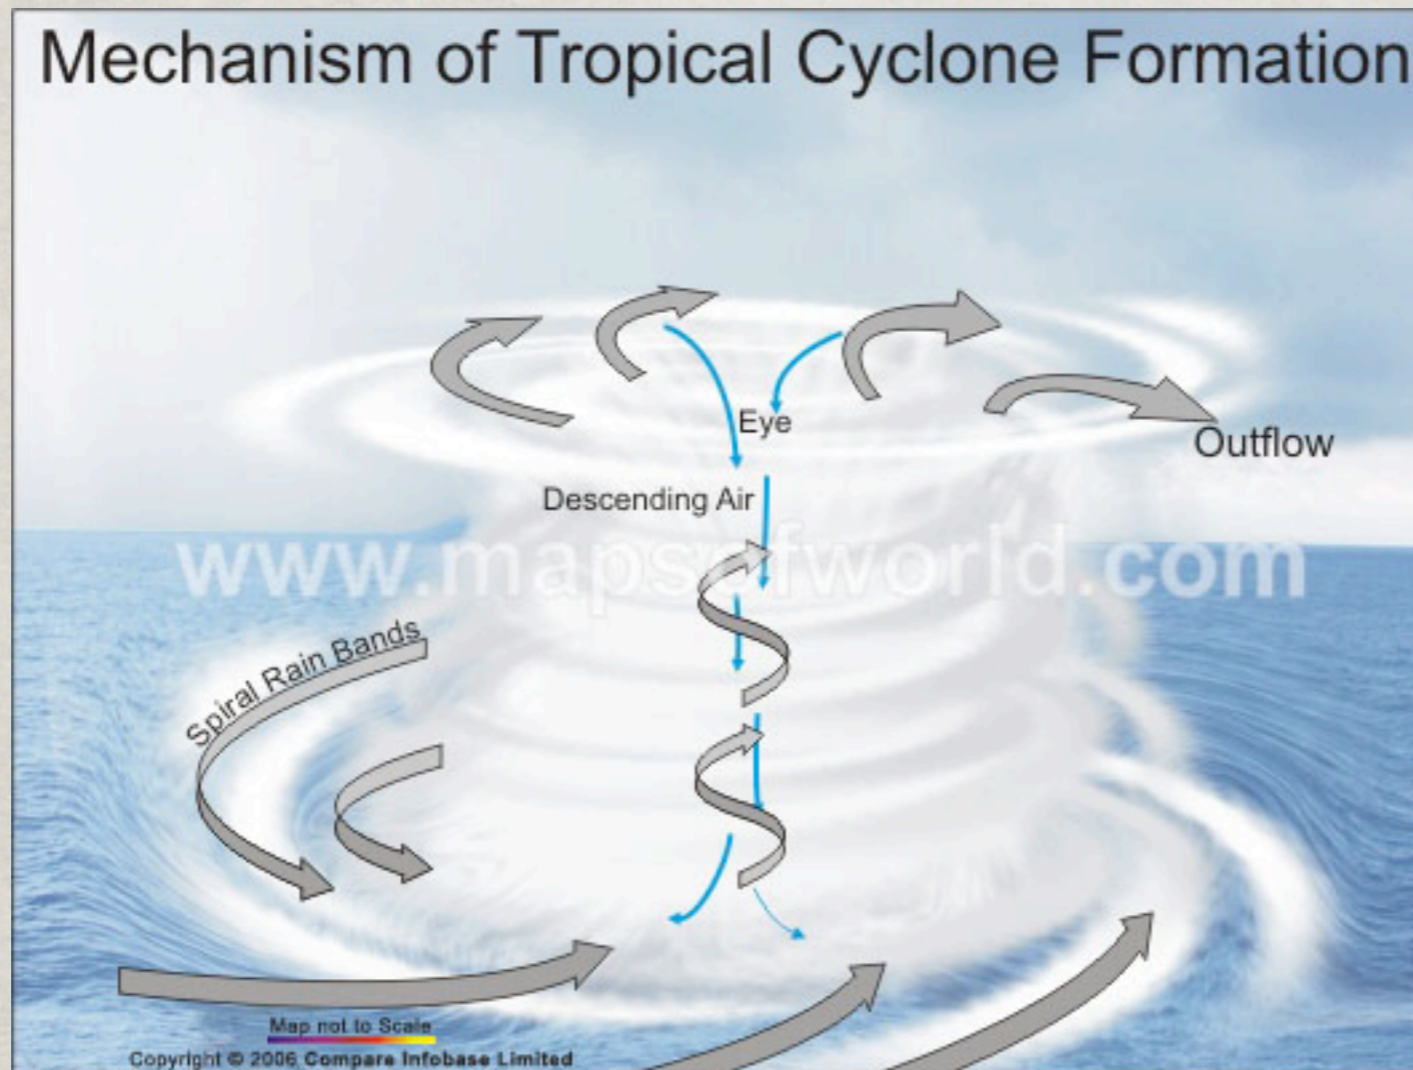 Mechanism of Tropical Cyclone Formation
Eye
Outflow
Descending Air
www.mapsofworld.com
Spiral Rain Bands
Map not to Scale
Copyright © 2006 Compare Infobase Limited